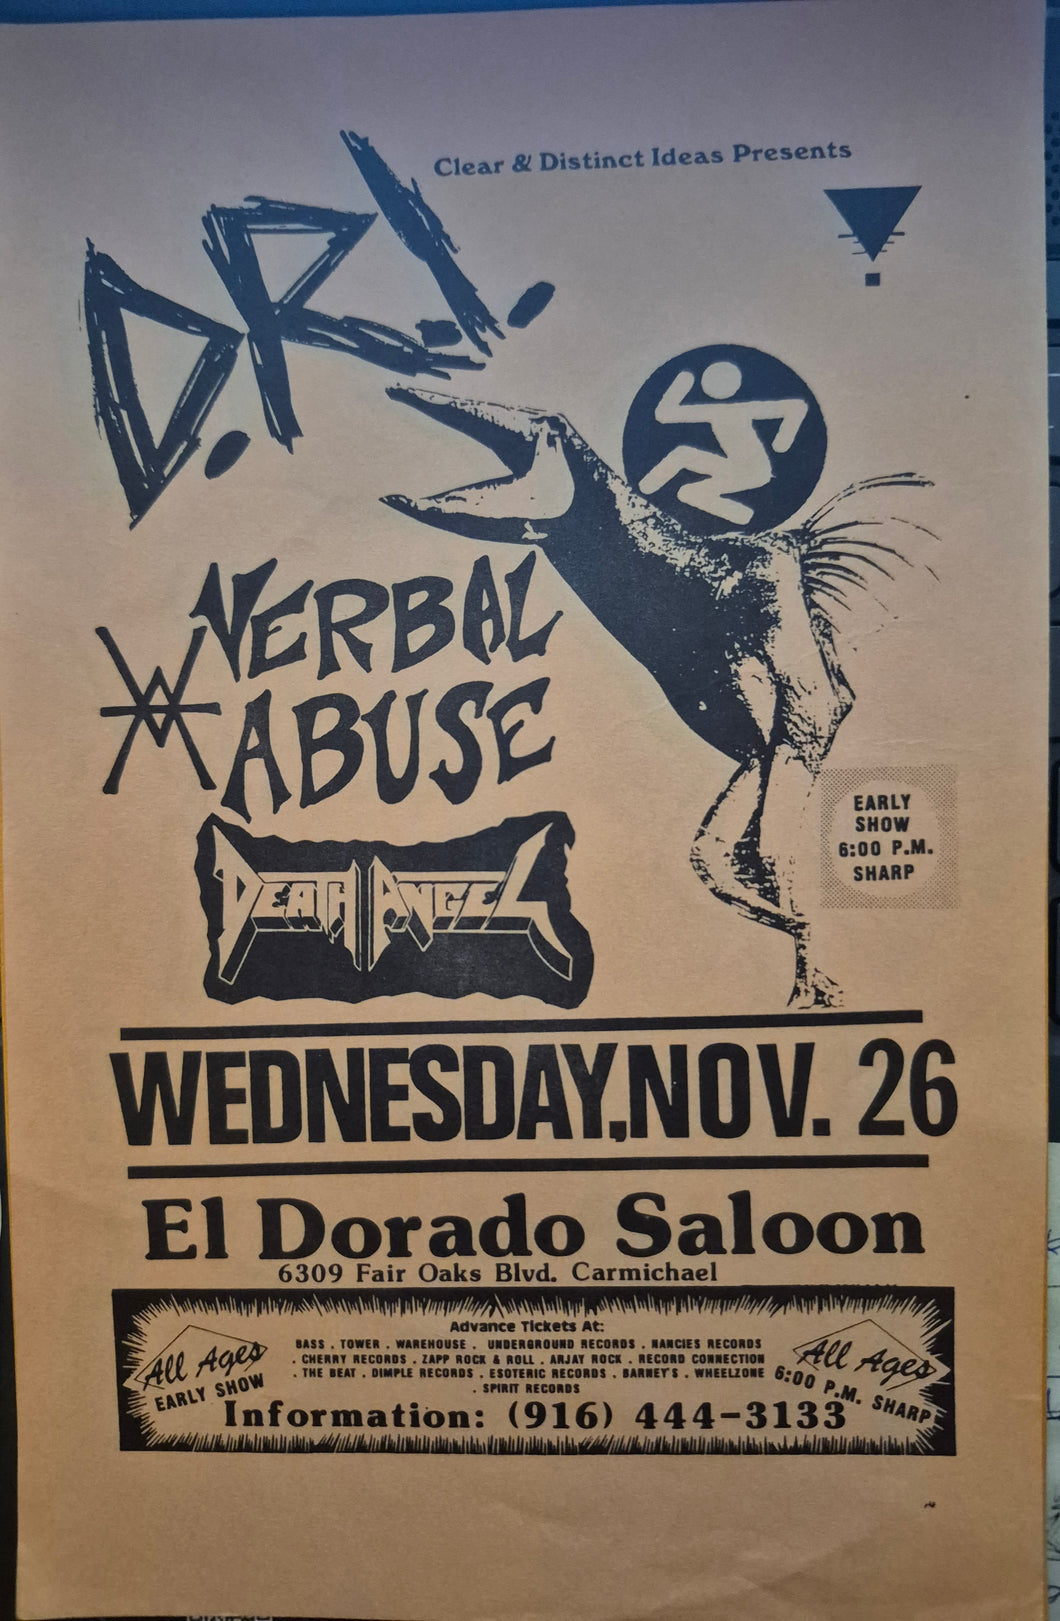 Clear & Distinct Ideas Presents
D.R.I.
VERBAL
ABUSE
DEATH ANGEL
EARLY
SHOW
6:00 P.M.
SHARP
WEDNESDAY, NOV. 26
El Dorado Saloon
6309 Fair Oaks Blvd. Carmichael
Advance Tickets At:
BASS . TOWER . WAREHOUSE . UNDERGROUND RECORDS . NANCIES RECORDS
. CHERRY RECORDS . ZAPP ROCK & ROLL . ARJAY ROCK . RECORD CONNECTION
. THE BEAT . DIMPLE RECORDS . ESOTERIC RECORDS . BARNEY'S . WHEELZONE
. SPIRIT RECORDS
All Ages
EARLY SHOW
All Ages
6:00 P.M. SHARP
Information: (916) 444-3133